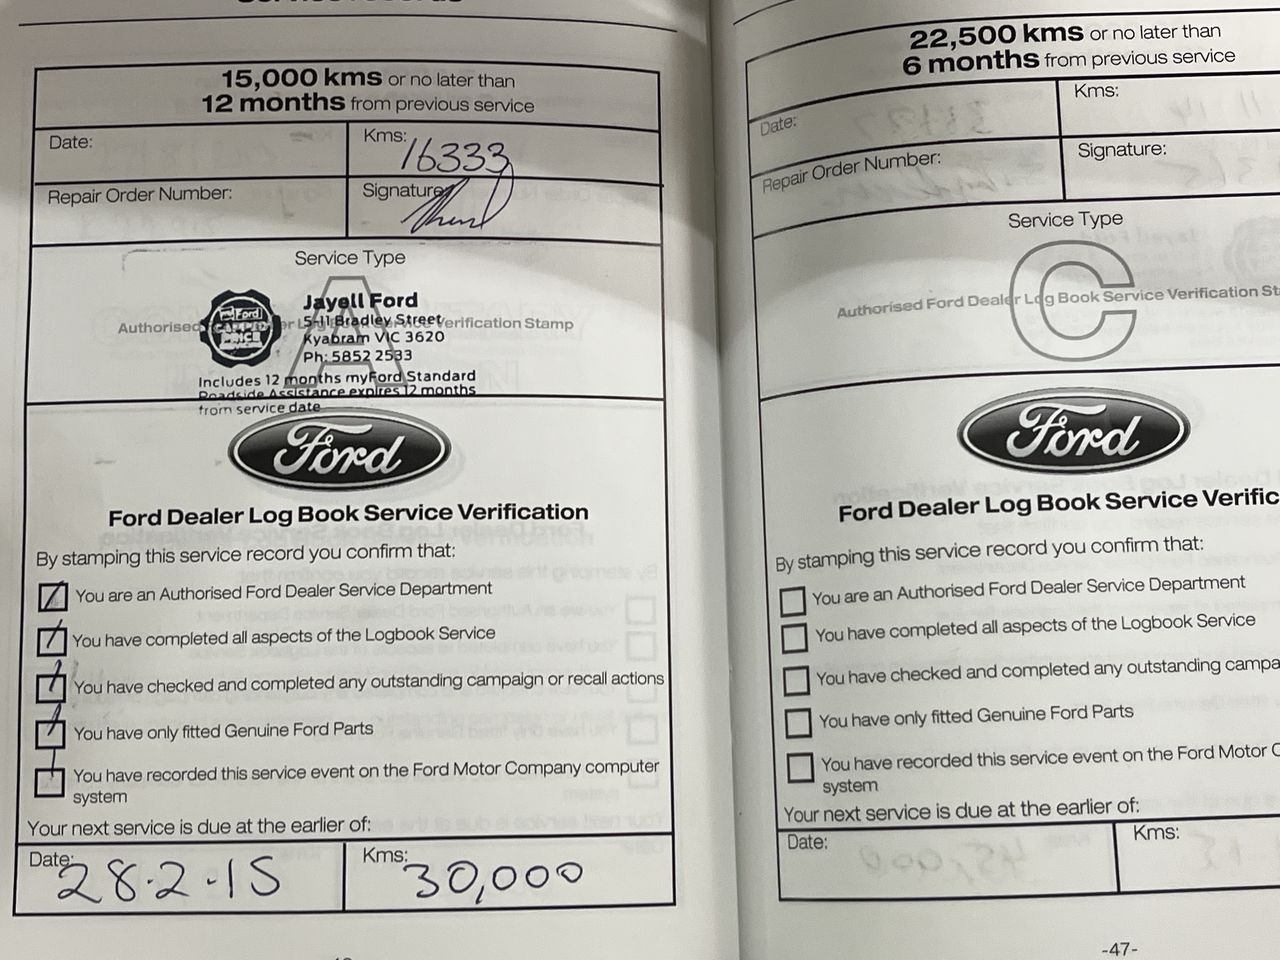 15,000 kms or no later than
12 months from previous service
Date:
Kms: 16333
Repair Order Number:
Signature
Service Type
A
Authorised er Log Book Service Verification Stamp
myFord
CAPPED
PRICE
Jayell Ford
5-11 Bradley Street
Kyabram VIC 3620
Ph: 5852 2533
Includes 12 months myFord Standard
Roadside Assistance expires 12 months
from service date
Ford
Ford Dealer Log Book Service Verification
By stamping this service record you confirm that:
You are an Authorised Ford Dealer Service Department
You have completed all aspects of the Logbook Service
You have checked and completed any outstanding campaign or recall actions
You have only fitted Genuine Ford Parts
You have recorded this service event on the Ford Motor Company computer
system
Your next service is due at the earlier of:
Date: 28.2.15
Kms: 30,000
22,500 kms or no later than
6 months from previous service
Date:
Kms:
Repair Order Number:
Signature:
Service Type
C
Authorised Ford Dealer Log Book Service Verification St
Ford
Ford Dealer Log Book Service Verific
By stamping this service record you confirm that:
You are an Authorised Ford Dealer Service Department
You have completed all aspects of the Logbook Service
You have checked and completed any outstanding campa
You have only fitted Genuine Ford Parts
You have recorded this service event on the Ford Motor C
system
Your next service is due at the earlier of:
Date:
Kms:
-47-